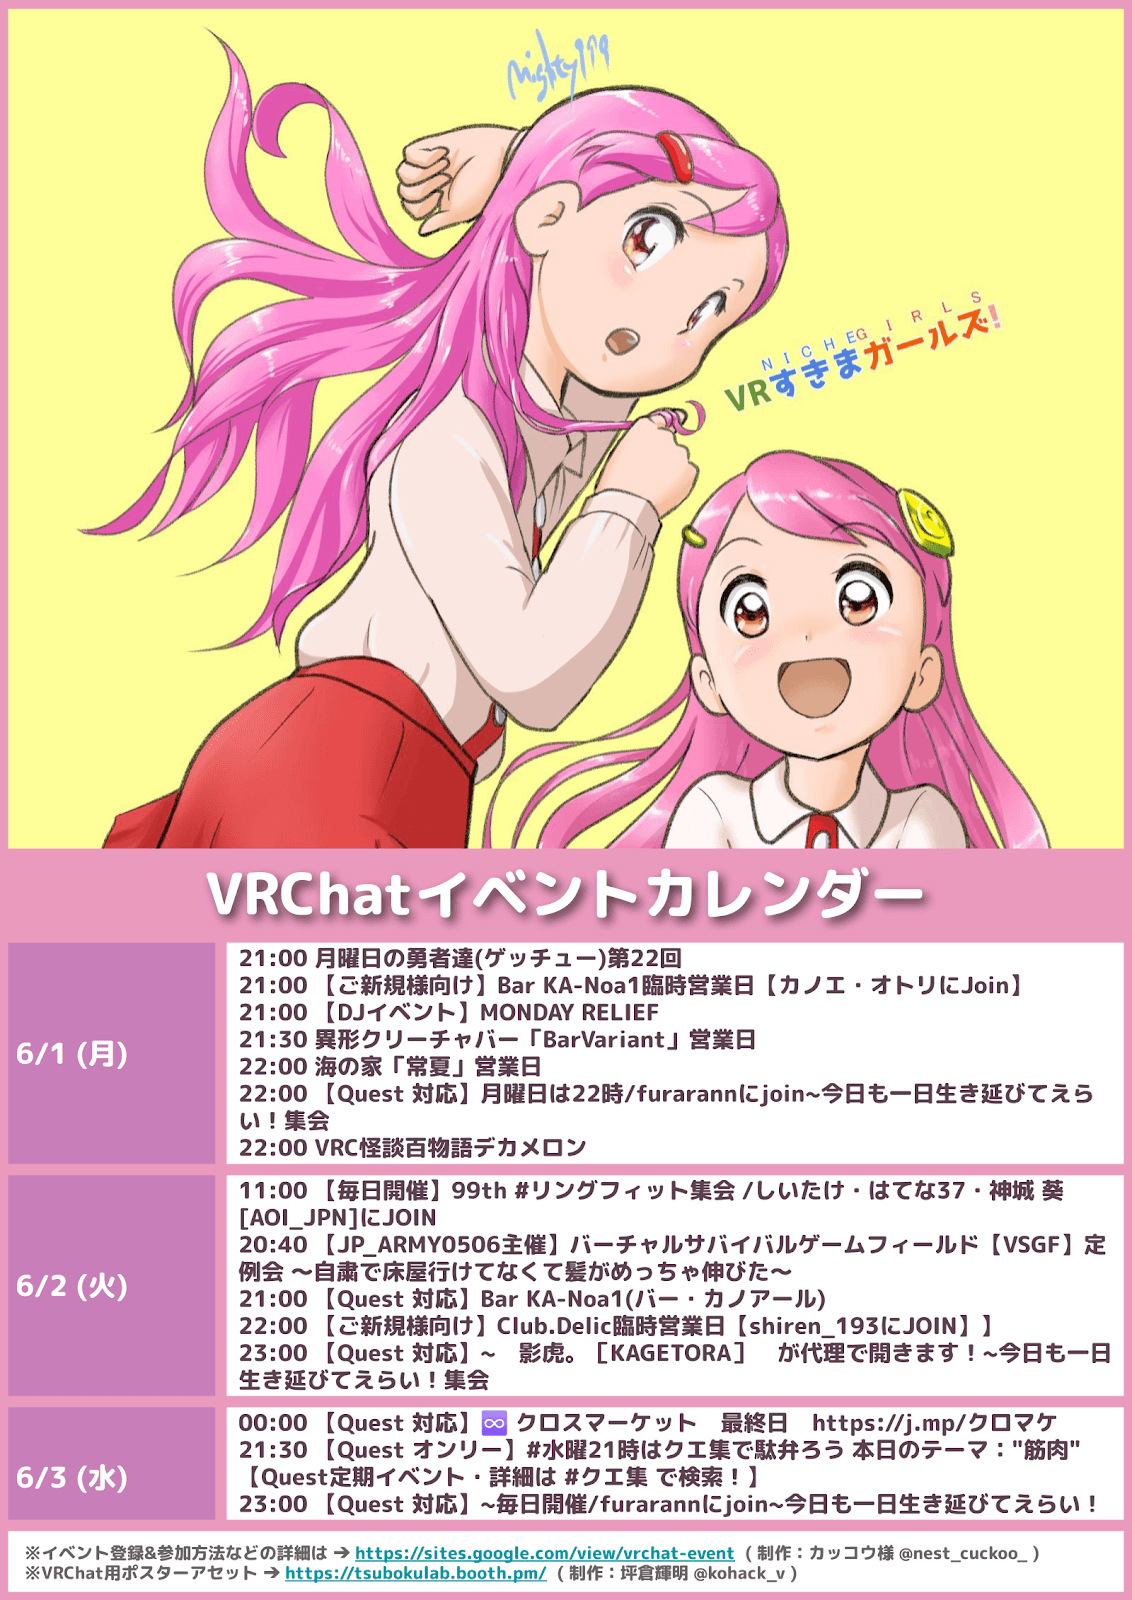 Mighty99
NICHE GIRLS
VRすきまガールズ!
VRChatイベントカレンダー
6/1 (月)
21:00 月曜日の勇者達(ゲッチュー)第22回
21:00 【ご新規様向け】Bar KA-Noa1臨時営業日【カノエ・オトリにJoin】
21:00 【DJイベント】MONDAY RELIEF
21:30 異形クリーチャバー「BarVariant」営業日
22:00 海の家「常夏」営業日
22:00 【Quest 対応】月曜日は22時/furarannにjoin~今日も一日生き延びてえら
い！集会
22:00 VRC怪談百物語デカメロン
6/2 (火)
11:00 【毎日開催】99th #リングフィット集会 /しいたけ・はてな37・神城 葵
[AOI_JPN]にJOIN
20:40 【JP_ARMY0506主催】バーチャルサバイバルゲームフィールド【VSGF】定
例会 〜自粛で床屋行けてなくて髪がめっちゃ伸びた〜
21:00 【Quest 対応】Bar KA-Noa1(バー・カノアール)
22:00 【ご新規様向け】Club.Delic臨時営業日【shiren_193にJOIN】】
23:00 【Quest 対応】~　影虎。［KAGETORA］　が代理で開きます！~今日も一日
生き延びてえらい！集会
6/3 (水)
00:00 【Quest 対応】♾ クロスマーケット　最終日　https://j.mp/クロマケ
21:30 【Quest オンリー】#水曜21時はクエ集で駄弁ろう 本日のテーマ："筋肉"
【Quest定期イベント・詳細は #クエ集 で検索！】
23:00 【Quest 対応】~毎日開催/furarannにjoin~今日も一日生き延びてえらい！
※イベント登録&参加方法などの詳細は ➔ https://sites.google.com/view/vrchat-event （ 制作：カッコウ様 @nest_cuckoo_ ）
※VRChat用ポスターアセット ➔ https://tsubokulab.booth.pm/ （ 制作：坪倉輝明 @kohack_v ）